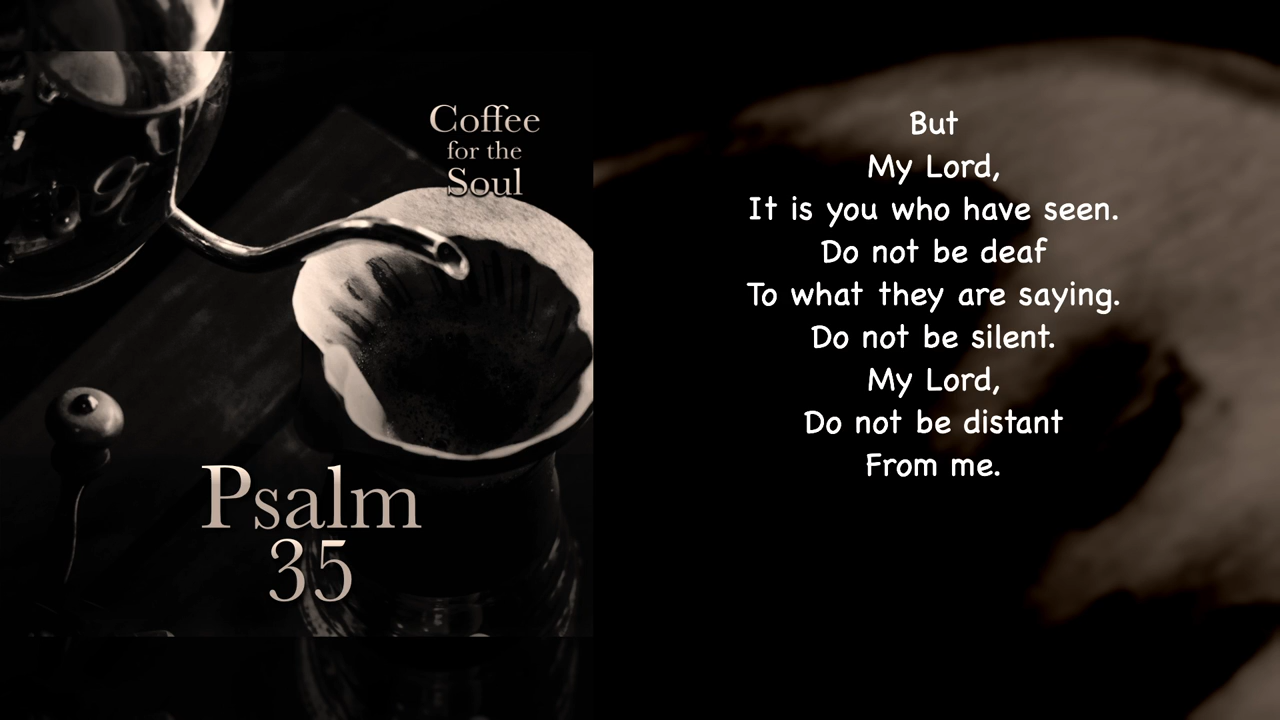 Coffee
for the
Soul
Psalm
35
But
My Lord,
It is you who have seen.
Do not be deaf
To what they are saying.
Do not be silent.
My Lord,
Do not be distant
From me.